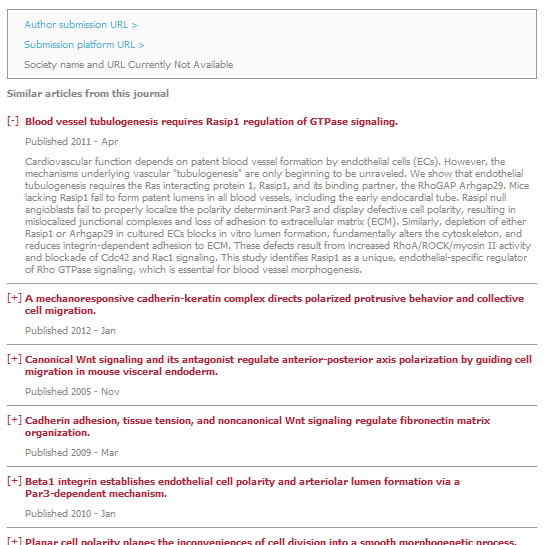 Author submission URL >
Submission platform URL >
Society name and URL Currently Not Available
Similar articles from this journal
[-] Blood vessel tubulogenesis requires Rasip1 regulation of GTPase signaling.
Published 2011 - Apr
Cardiovascular function depends on patent blood vessel formation by endothelial cells (ECs). However, the
mechanisms underlying vascular "tubulogenesis" are only beginning to be unraveled. We show that endothelial
tubulogenesis requires the Ras interacting protein 1, Rasip1, and its binding partner, the RhoGAP Arhgap29. Mice
lacking Rasip1 fail to form patent lumens in all blood vessels, including the early endocardial tube. Rasipl null
angioblasts fail to properly localize the polarity determinant Par3 and display defective cell polarity, resulting in
mislocalized junctional complexes and loss of adhesion to extracellular matrix (ECM). Similarly, depletion of either
Rasip1 or Arhgap29 in cultured ECs blocks in vitro lumen formation, fundamentally alters the cytoskeleton, and
reduces integrin-dependent adhesion to ECM. These defects result from increased RhoA/ROCK/myosin II activity
and blockade of Cdc42 and Rac1 signaling. This study identifies Rasip1 as a unique, endothelial-specific regulator
of Rho GTPase signaling, which is essential for blood vessel morphogenesis.
[+] A mechanoresponsive cadherin-keratin complex directs polarized protrusive behavior and collective
cell migration.
Published 2012 - Jan
[+] Canonical Wnt signaling and its antagonist regulate anterior-posterior axis polarization by guiding cell
migration in mouse visceral endoderm.
Published 2005 - Nov
[+] Cadherin adhesion, tissue tension, and noncanonical Wnt signaling regulate fibronectin matrix
organization.
Published 2009 - Mar
[+] Beta1 integrin establishes endothelial cell polarity and arteriolar lumen formation via a
Par3-dependent mechanism.
Published 2010 - Jan
[+] Planar cell polarity planes the inconveniences of cell division into a smooth morphogenetic process.